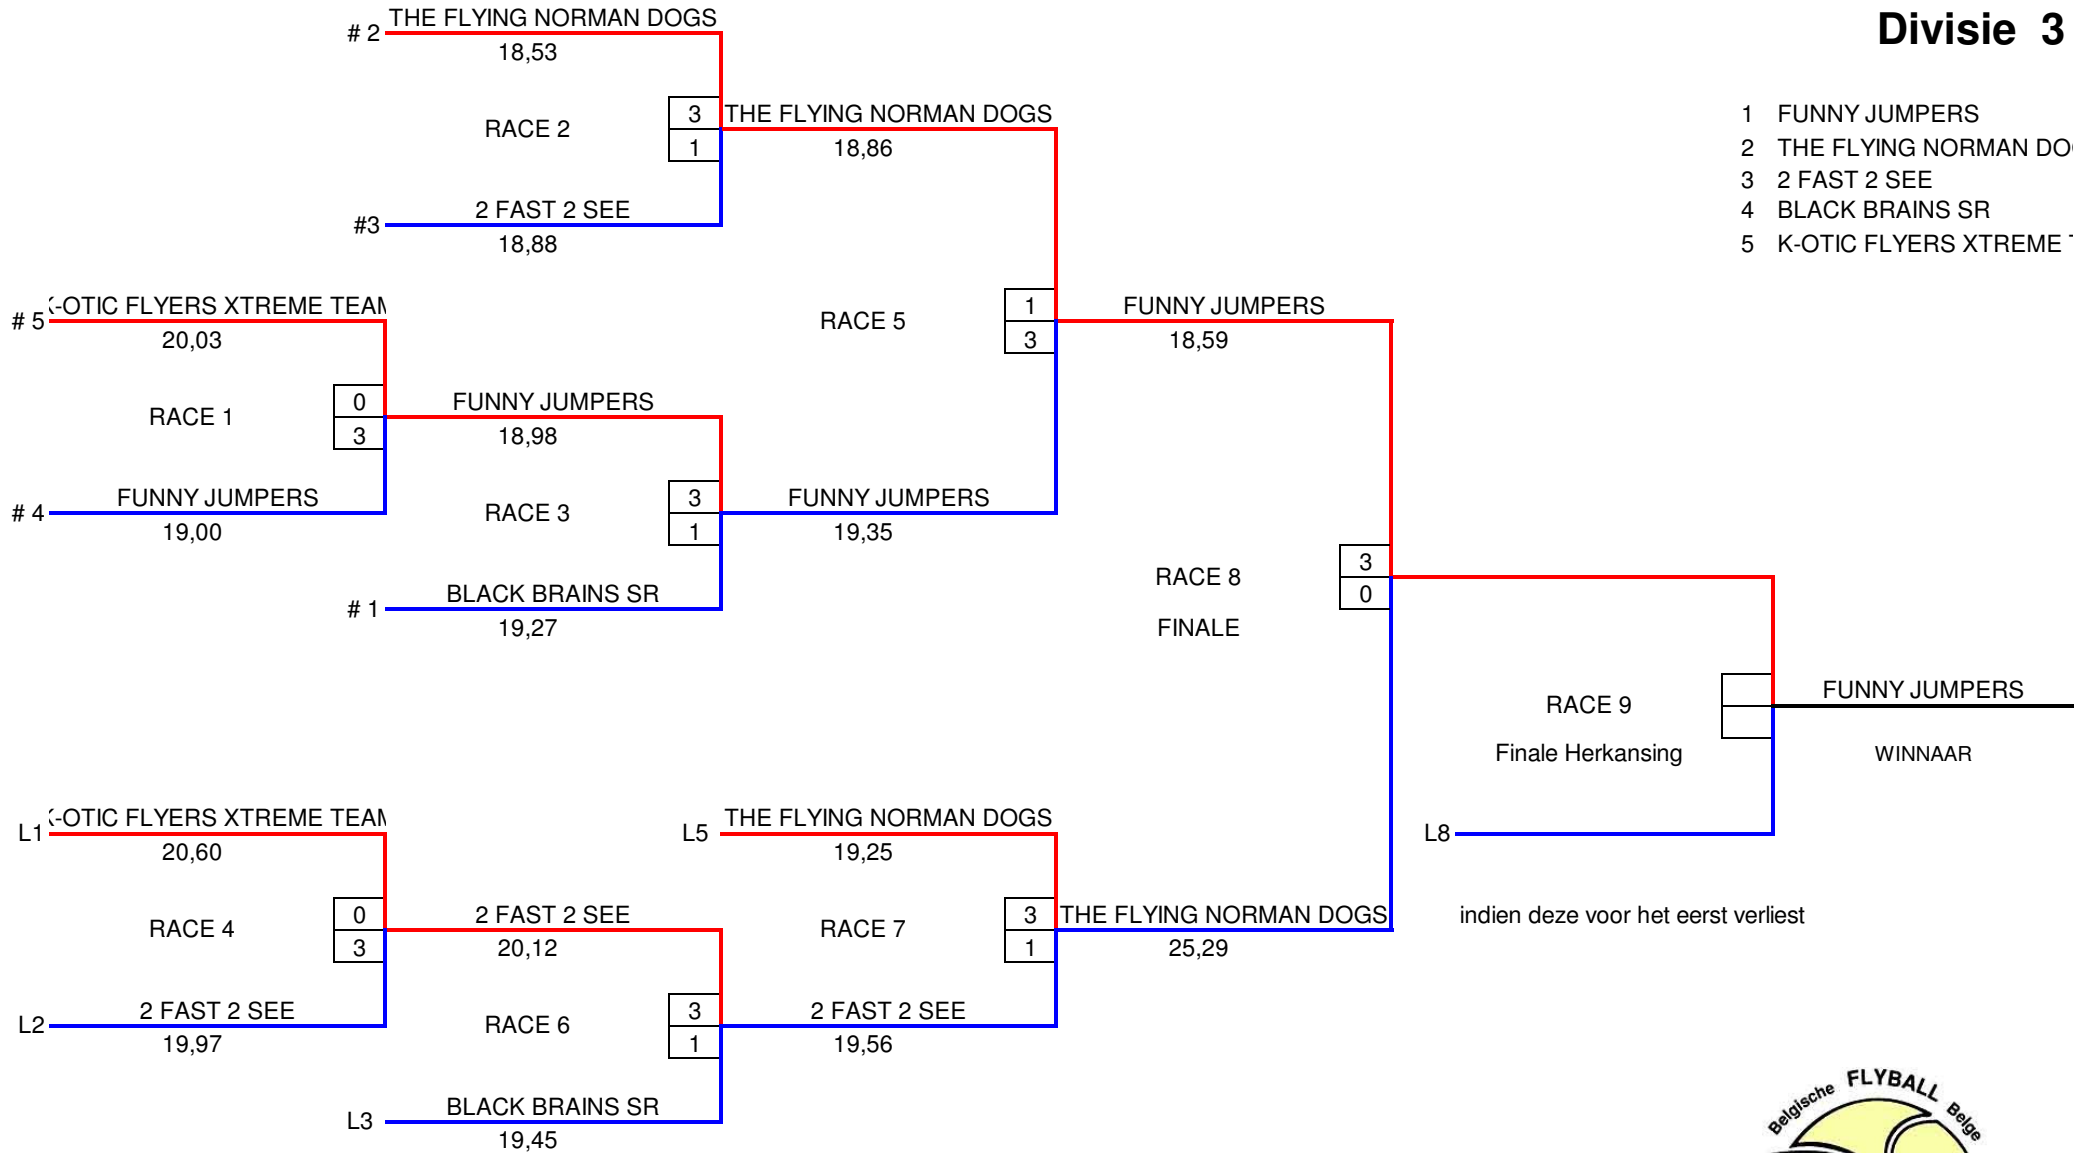 THE FLYING NORMAN DOGS
# 2
18,53
Divisie 3
RACE 2
3
1
THE FLYING NORMAN DOGS
18,86
1 FUNNY JUMPERS
2 THE FLYING NORMAN DO
3 2 FAST 2 SEE
4 BLACK BRAINS SR
5 K-OTIC FLYERS XTREME T
2 FAST 2 SEE
#3
18,88
K-OTIC FLYERS XTREME TEAM
# 5
20,03
RACE 5
1
3
FUNNY JUMPERS
18,59
RACE 1
0
3
FUNNY JUMPERS
18,98
FUNNY JUMPERS
# 4
19,00
RACE 3
3
1
FUNNY JUMPERS
19,35
BLACK BRAINS SR
# 1
19,27
RACE 8
3
0
FINALE
RACE 9
Finale Herkansing
FUNNY JUMPERS
WINNAAR
K-OTIC FLYERS XTREME TEAM
L1
20,60
L5
THE FLYING NORMAN DOGS
19,25
L8
RACE 4
0
3
2 FAST 2 SEE
20,12
RACE 7
3
1
THE FLYING NORMAN DOGS
25,29
indien deze voor het eerst verliest
2 FAST 2 SEE
L2
19,97
RACE 6
3
1
2 FAST 2 SEE
19,56
BLACK BRAINS SR
L3
19,45
Belgische FLYBALL Belge